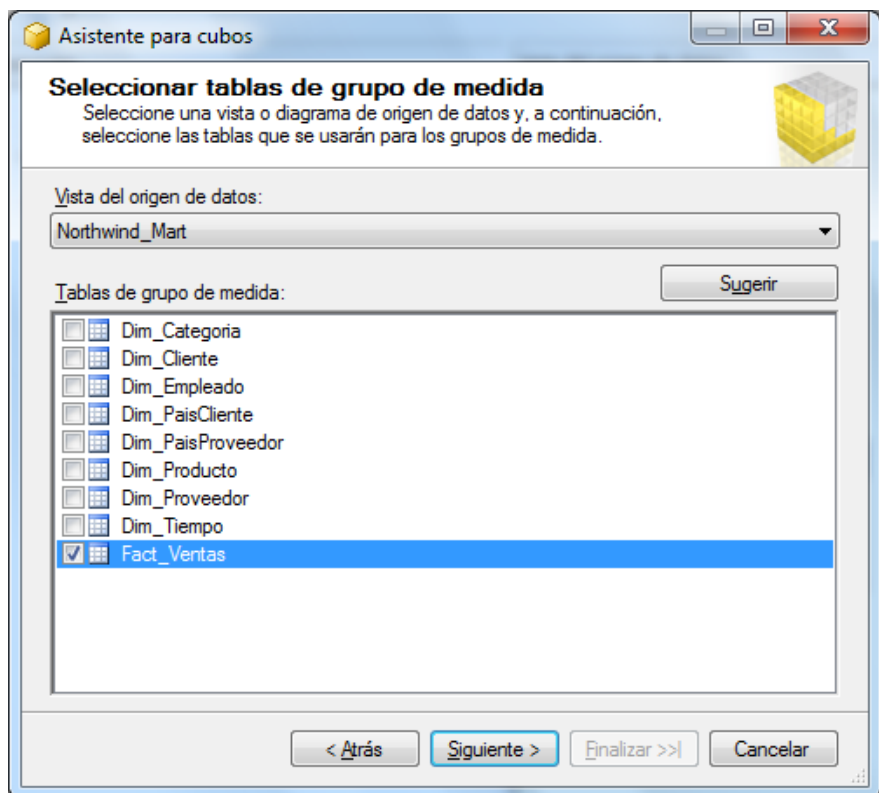 Asistente para cubos
Seleccionar tablas de grupo de medida
Seleccione una vista o diagrama de origen de datos y, a continuación,
seleccione las tablas que se usarán para los grupos de medida.
Vista del origen de datos:
Northwind_Mart
Sugerir
Tablas de grupo de medida:
Dim_Categoria
Dim_Cliente
Dim_Empleado
Dim_PaisCliente
Dim_PaisProveedor
Dim_Producto
Dim_Proveedor
Dim_Tiempo
Fact_Ventas
< Atrás Siguiente > Finalizar >>| Cancelar